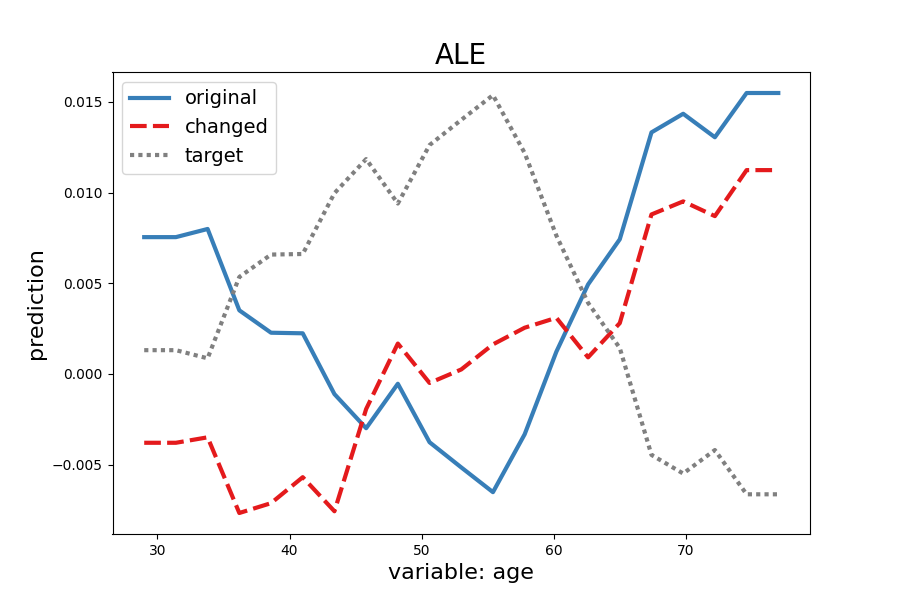 ALE
original
changed
target
0.015
0.010
0.005
0.000
−0.005
prediction
30 40 50 60 70
variable: age